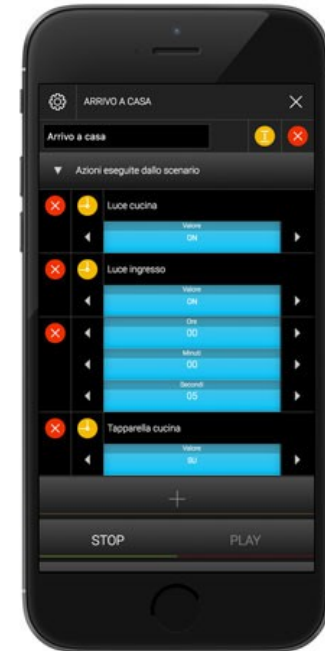 ARRIVO A CASA
Arrivo a casa
Azioni eseguite dallo scenario
Luce cucina
Valore
ON
Luce ingresso
Valore
ON
Ore
00
Minuti
00
Secondi
05
Tapparella cucina
Valore
SU
STOP PLAY